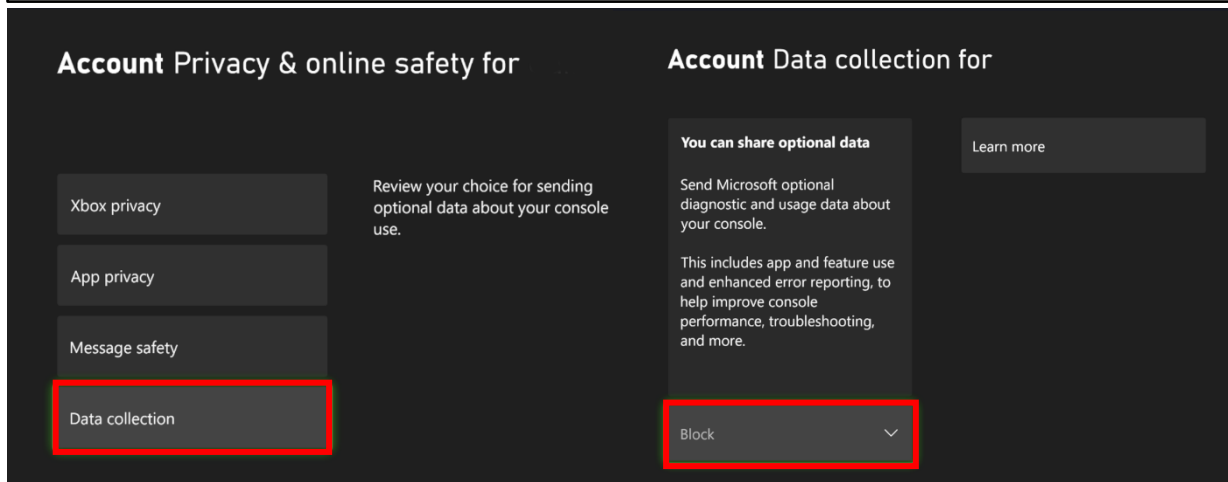 Account Privacy & online safety for
Xbox privacy
App privacy
Message safety
Data collection
Review your choice for sending
optional data about your console
use.
Account Data collection for
You can share optional data
Send Microsoft optional
diagnostic and usage data about
your console.
This includes app and feature use
and enhanced error reporting, to
help improve console
performance, troubleshooting,
and more.
Block
Learn more